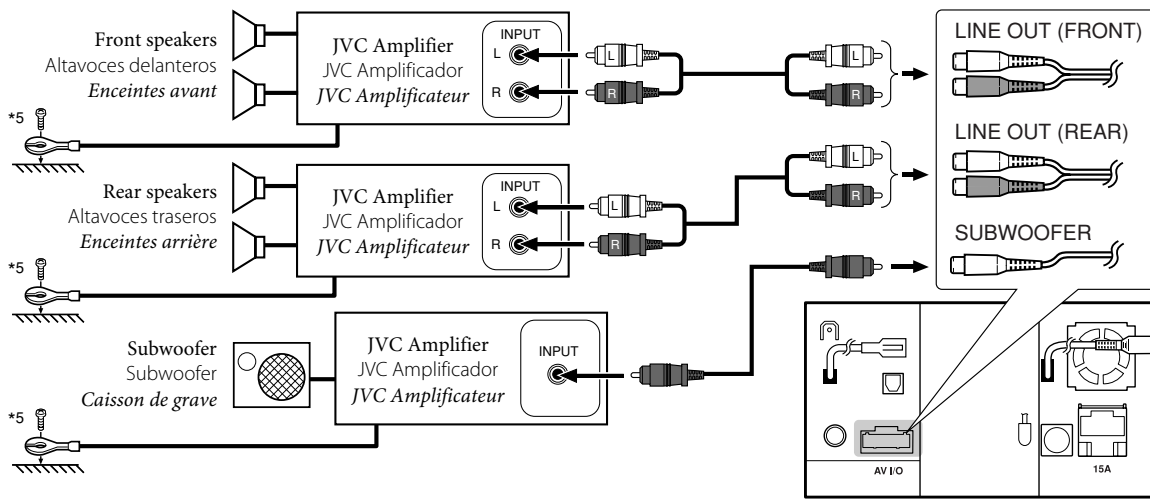 Front speakers
Altavoces delanteros
Enceintes avant
JVC Amplifier
JVC Amplificador
JVC Amplificateur
INPUT
L
R
L
R
L
R
LINE OUT (FRONT)
*5
Rear speakers
Altavoces traseros
Enceintes arrière
JVC Amplifier
JVC Amplificador
JVC Amplificateur
INPUT
L
R
L
R
L
R
LINE OUT (REAR)
*5
Subwoofer
Subwoofer
Caisson de grave
JVC Amplifier
JVC Amplificador
JVC Amplificateur
INPUT
SUBWOOFER
*5
AV I/O
15A